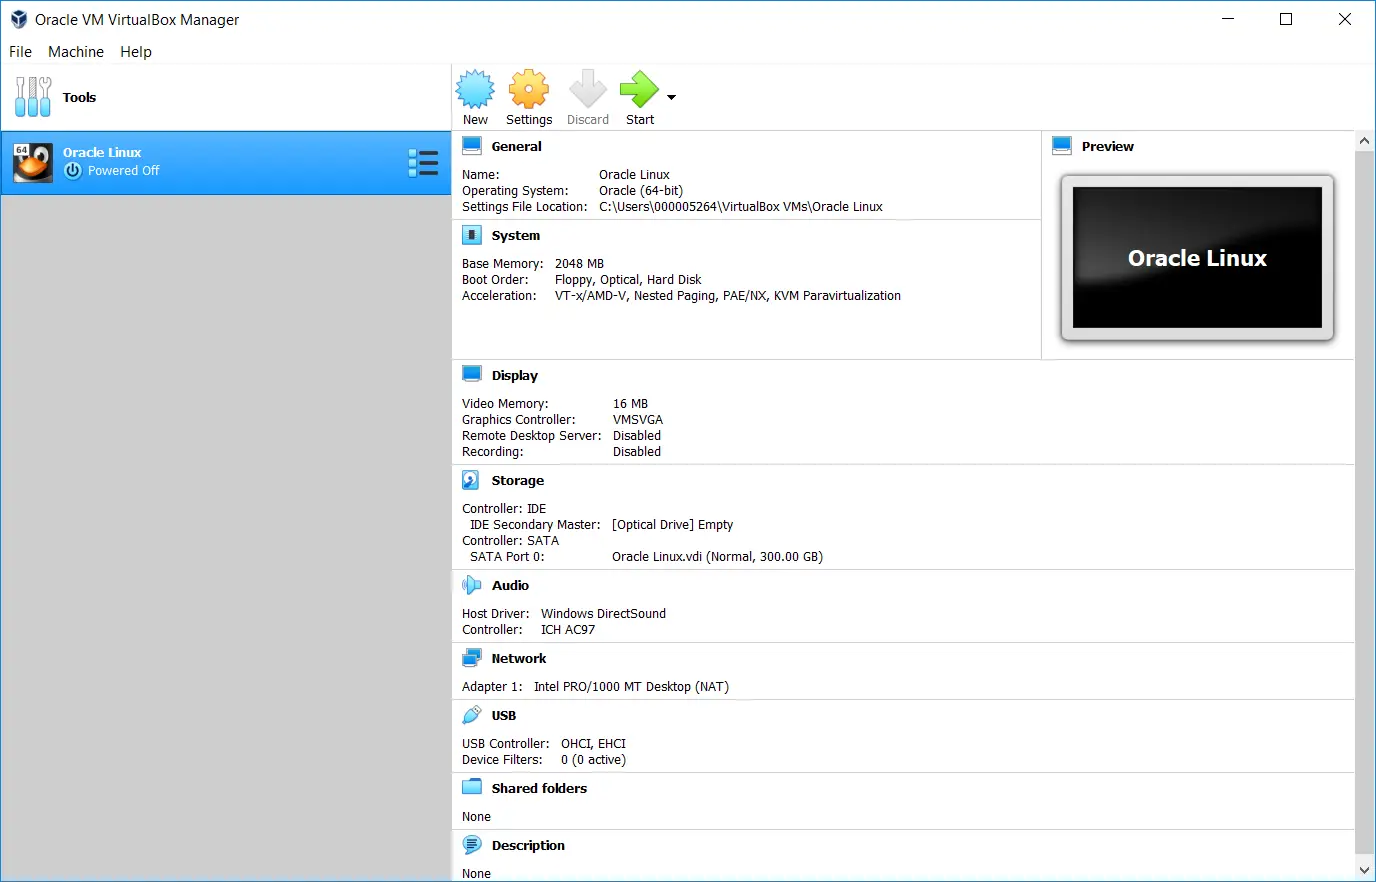 Oracle VM VirtualBox Manager
File Machine Help
Tools
New Settings Discard Start
64
Oracle Linux
Powered Off
General
Name: Oracle Linux
Operating System: Oracle (64-bit)
Settings File Location: C:\Users\000005264\VirtualBox VMs\Oracle Linux
Preview
Oracle Linux
System
Base Memory: 2048 MB
Boot Order: Floppy, Optical, Hard Disk
Acceleration: VT-x/AMD-V, Nested Paging, PAE/NX, KVM Paravirtualization
Display
Video Memory: 16 MB
Graphics Controller: VMSVGA
Remote Desktop Server: Disabled
Recording: Disabled
Storage
Controller: IDE
IDE Secondary Master: [Optical Drive] Empty
Controller: SATA
SATA Port 0: Oracle Linux.vdi (Normal, 300.00 GB)
Audio
Host Driver: Windows DirectSound
Controller: ICH AC97
Network
Adapter 1: Intel PRO/1000 MT Desktop (NAT)
USB
USB Controller: OHCI, EHCI
Device Filters: 0 (0 active)
Shared folders
None
Description
None